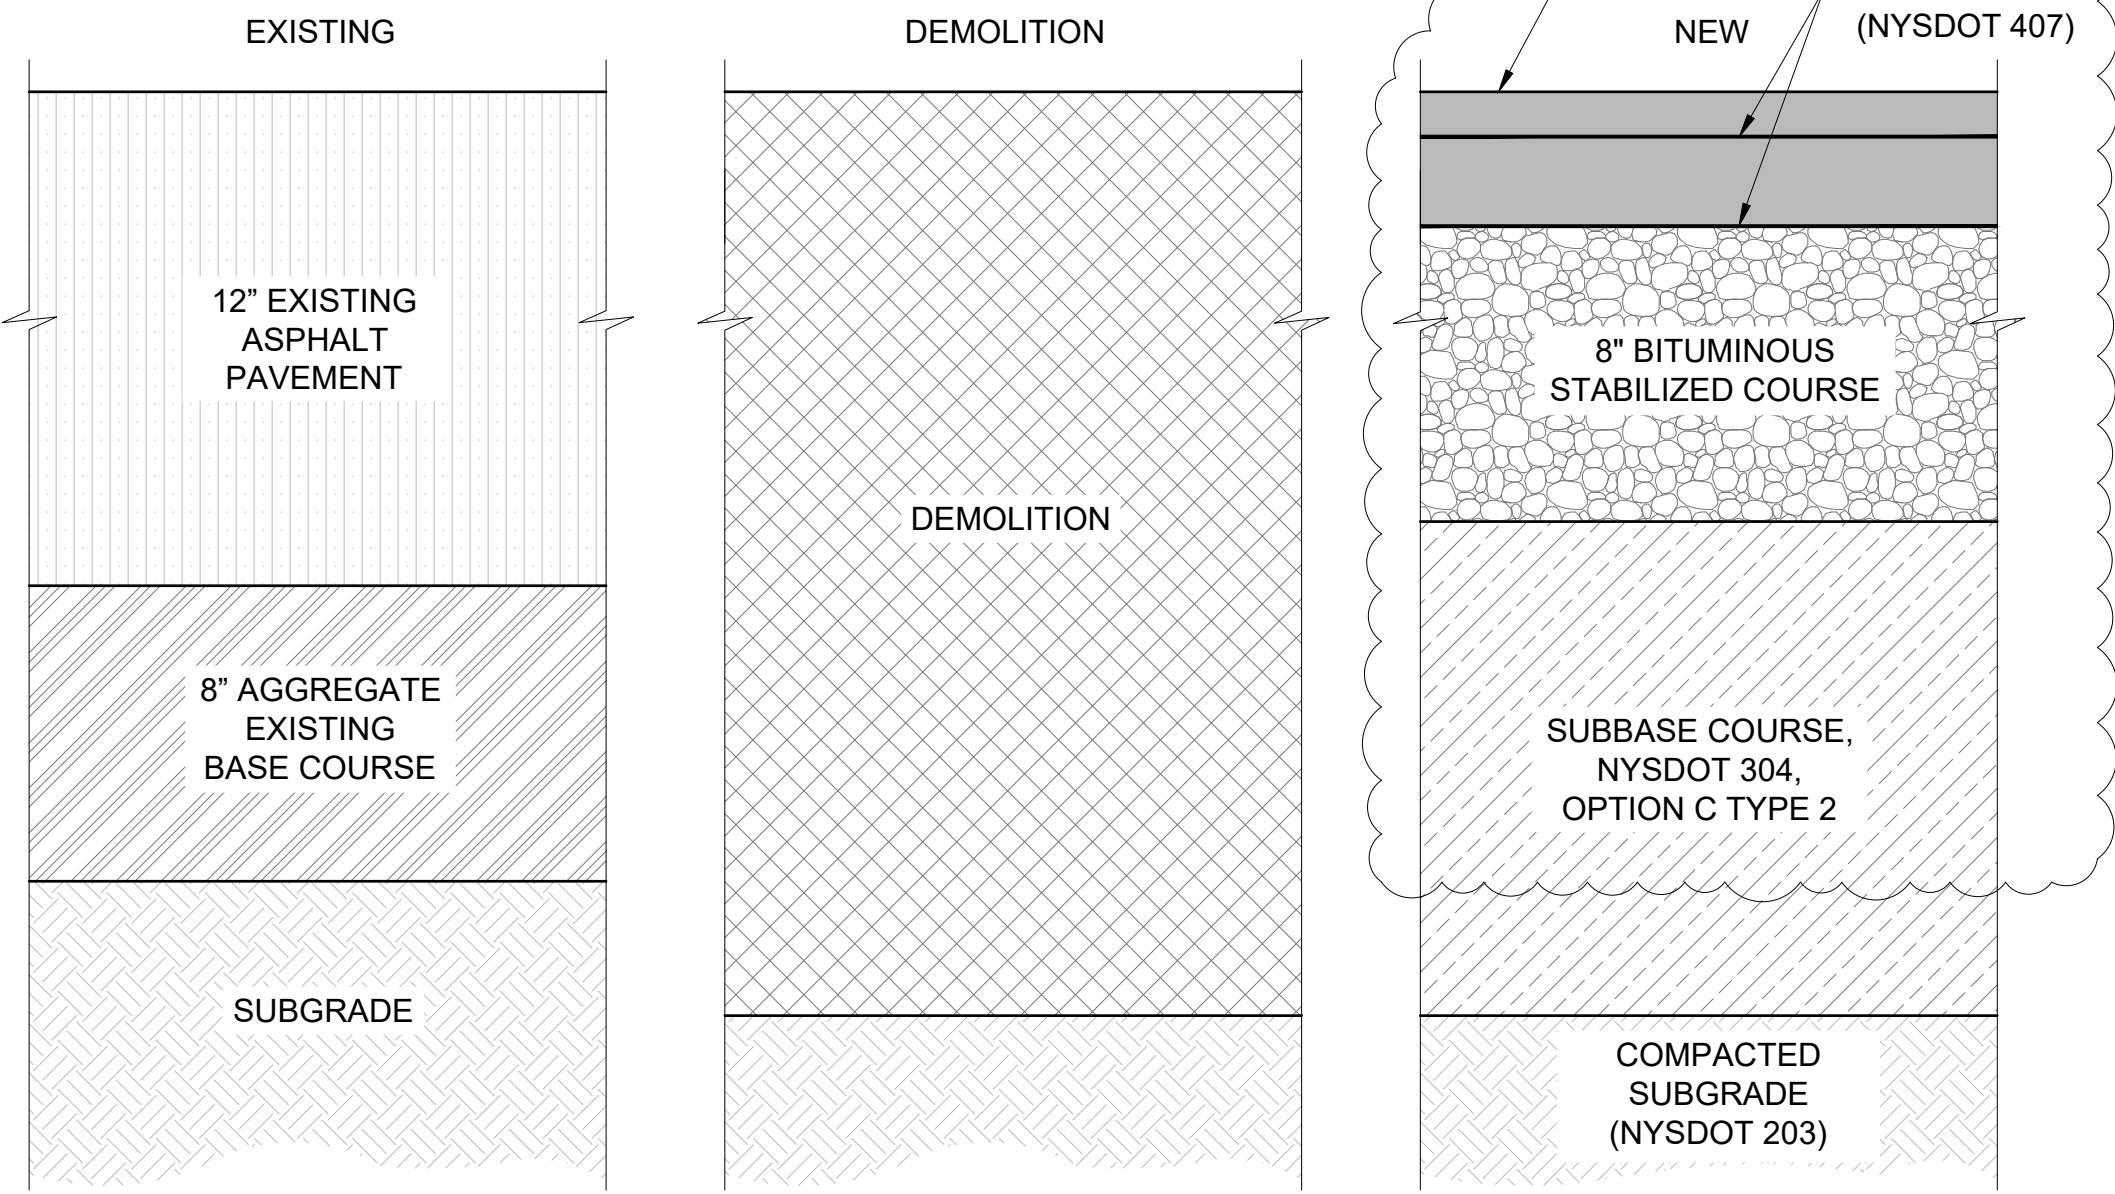 EXISTING
12” EXISTING
ASPHALT
PAVEMENT
8” AGGREGATE
EXISTING
BASE COURSE
SUBGRADE
DEMOLITION
DEMOLITION
NEW
(NYSDOT 407)
8" BITUMINOUS
STABILIZED COURSE
SUBBASE COURSE,
NYSDOT 304,
OPTION C TYPE 2
COMPACTED
SUBGRADE
(NYSDOT 203)